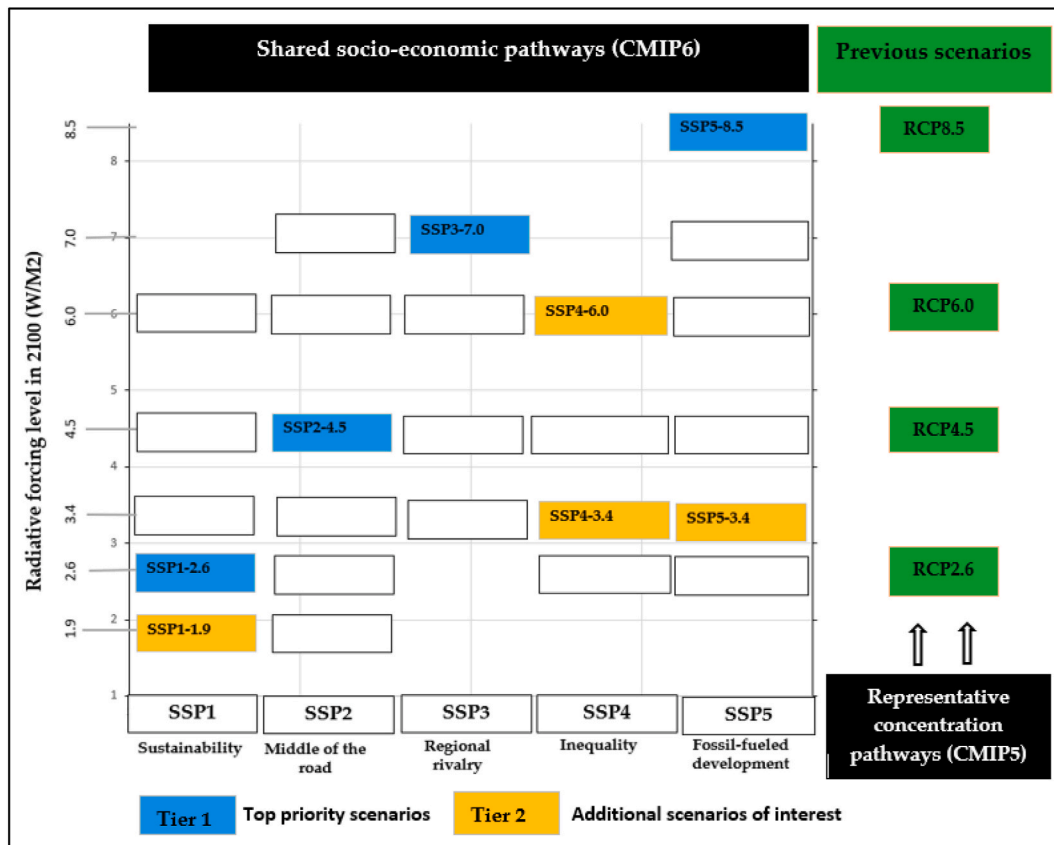 Shared socio-economic pathways (CMIP6)
Previous scenarios
Radiative forcing level in 2100 (W/M2)
8.5
8
SSP5-8.5
RCP8.5
7.0
7
SSP3-7.0
6.0
6
SSP4-6.0
RCP6.0
5
4.5
SSP2-4.5
RCP4.5
4
3.4
SSP4-3.4
SSP5-3.4
3
2.6
SSP1-2.6
RCP2.6
2
1.9
SSP1-1.9
1
SSP1
SSP2
SSP3
SSP4
SSP5
Sustainability
Middle of the
road
Regional
rivalry
Inequality
Fossil-fueled
development
Representative
concentration
pathways (CMIP5)
Tier 1
Top priority scenarios
Tier 2
Additional scenarios of interest